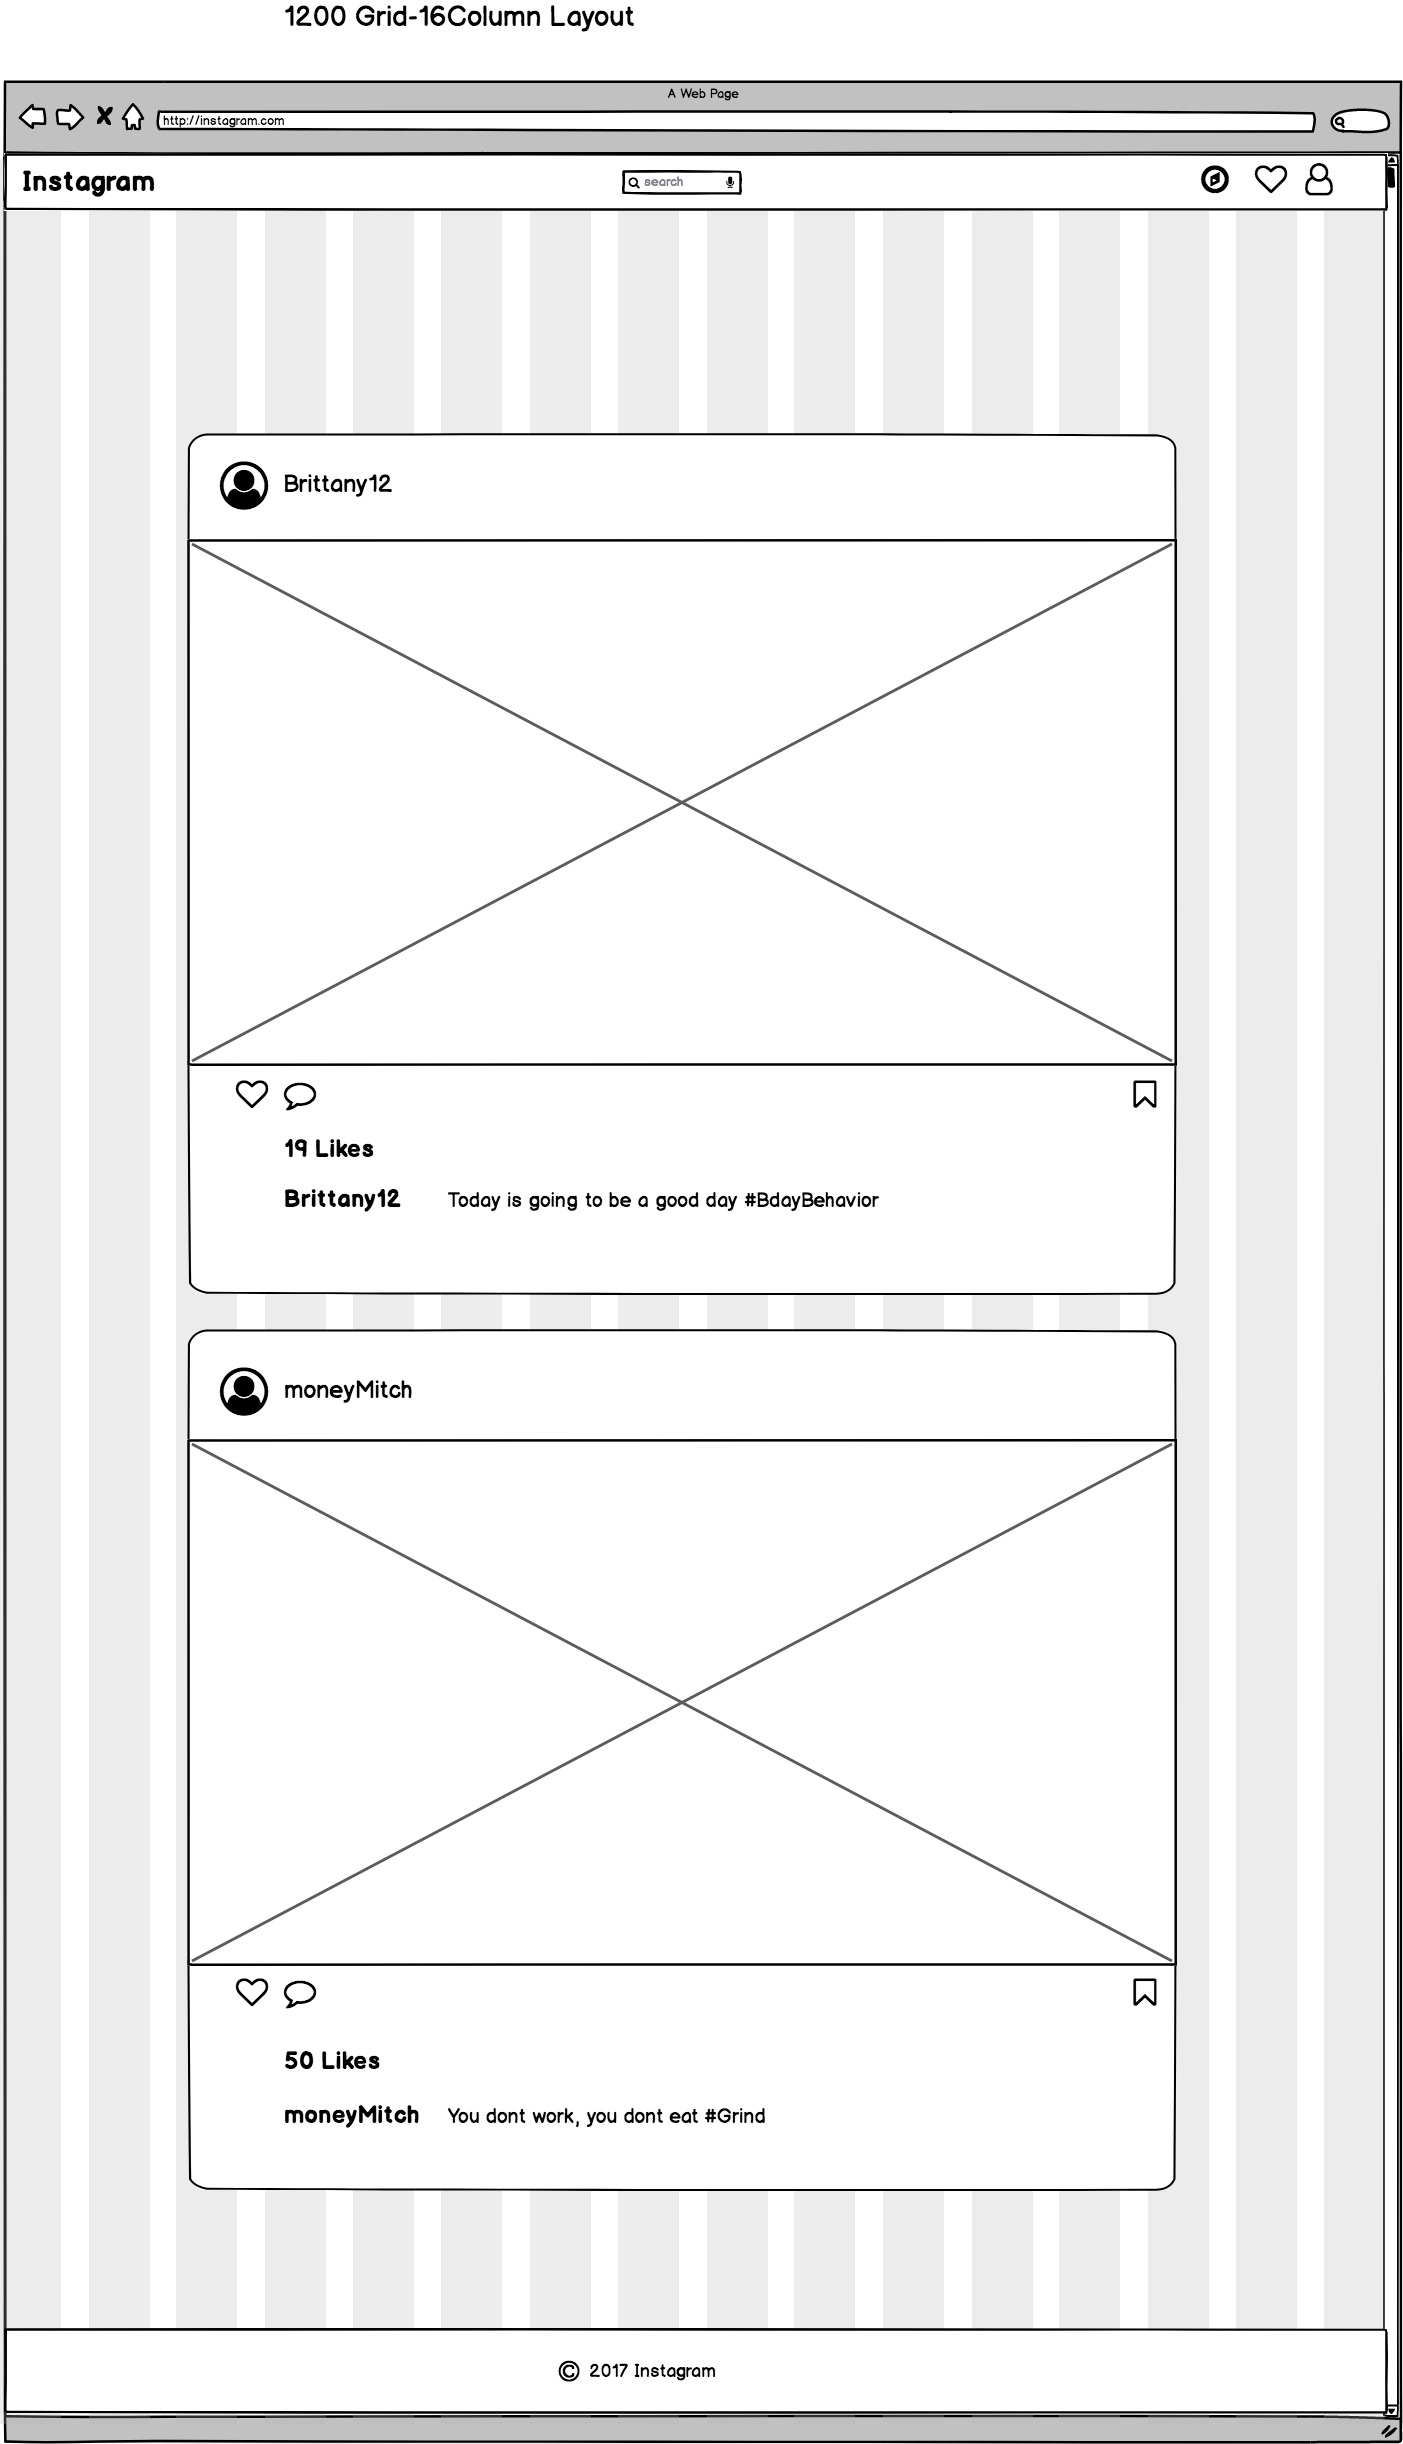 1200 Grid-16Column Layout
A Web Page
http://instagram.com
Instagram
search
Brittany12
19 Likes
Brittany12 Today is going to be a good day #BdayBehavior
moneyMitch
50 Likes
moneyMitch You dont work, you dont eat #Grind
© 2017 Instagram